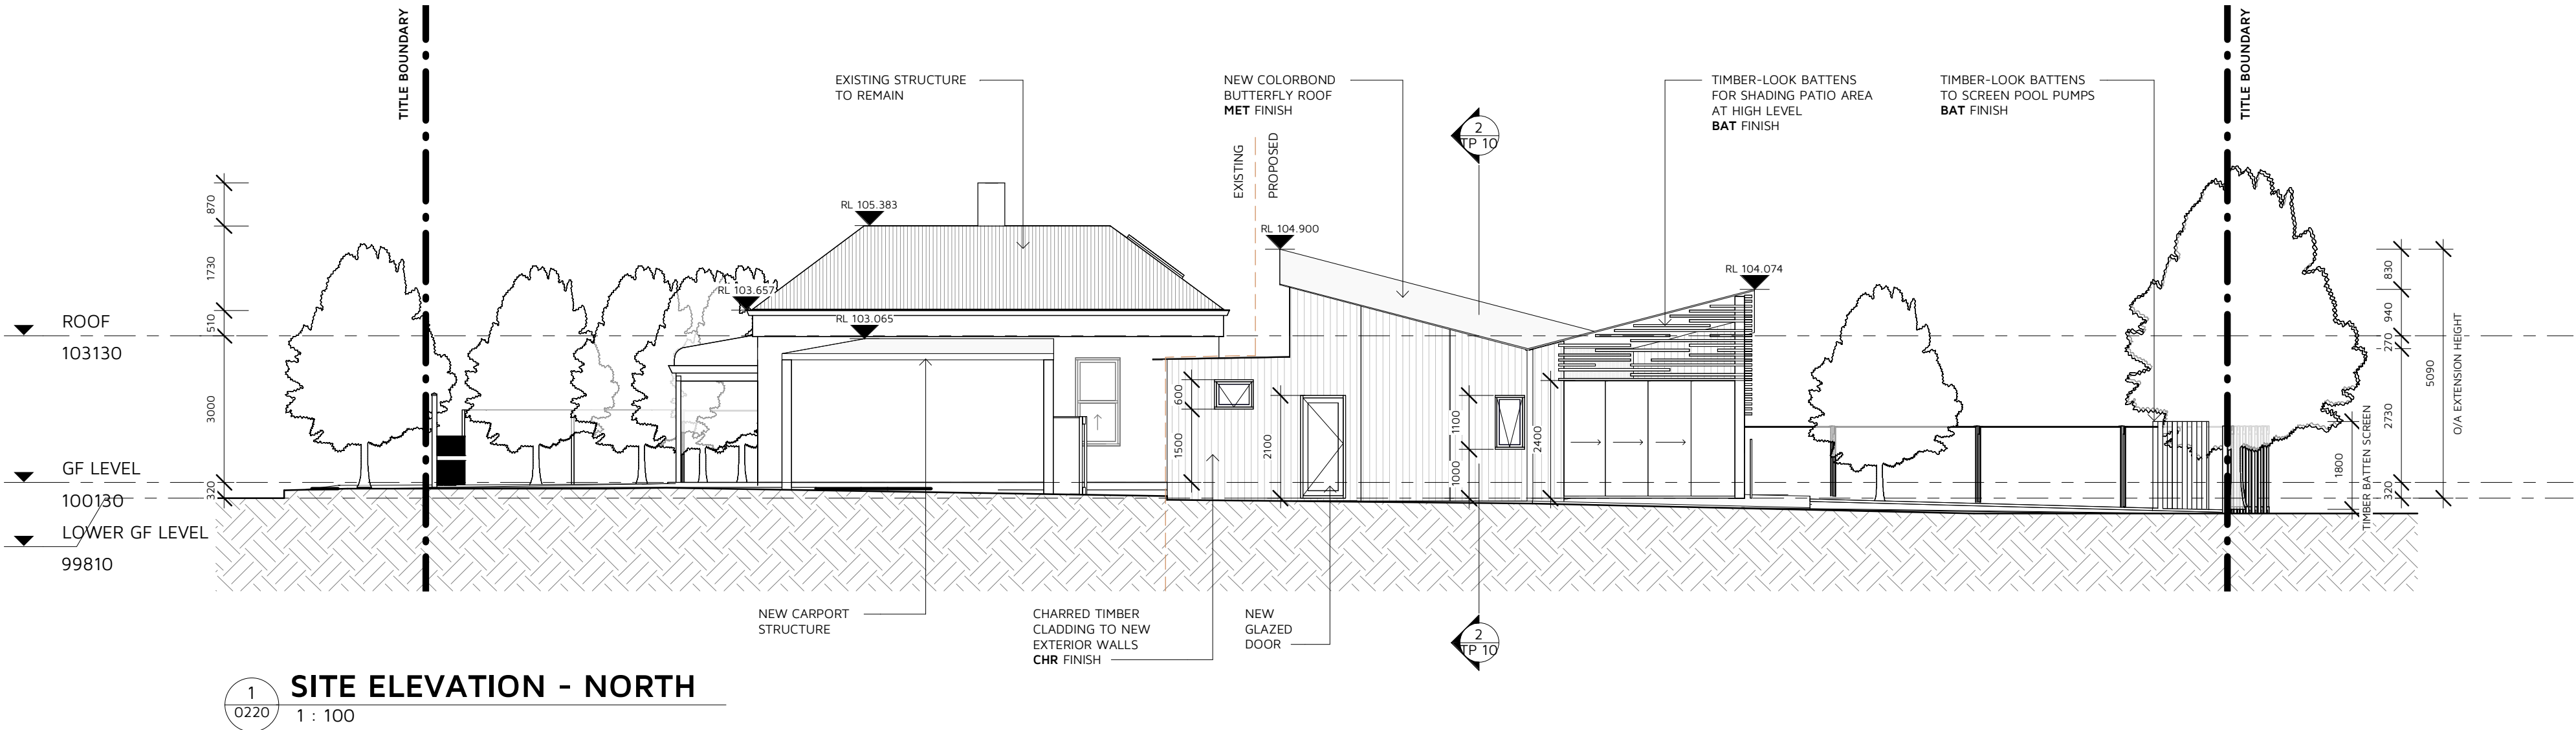 TITLE BOUNDARY
TITLE BOUNDARY
EXISTING STRUCTURE
TO REMAIN
NEW COLORBOND
BUTTERFLY ROOF
MET FINISH
TIMBER-LOOK BATTENS
FOR SHADING PATIO AREA
AT HIGH LEVEL
BAT FINISH
TIMBER-LOOK BATTENS
TO SCREEN POOL PUMPS
BAT FINISH
2
TP 10
EXISTING
PROPOSED
870
1730
510
3000
320
RL 105.383
RL 103.657
RL 103.065
RL 104.900
RL 104.074
ROOF
103130
GF LEVEL
100130
LOWER GF LEVEL
99810
600
1500
2100
1100
1000
2400
830
940
270
2730
320
5090
O/A EXTENSION HEIGHT
1800
TIMBER BATTEN SCREEN
NEW CARPORT
STRUCTURE
CHARRED TIMBER
CLADDING TO NEW
EXTERIOR WALLS
CHR FINISH
NEW
GLAZED
DOOR
2
TP 10
1
0220
SITE ELEVATION - NORTH
1 : 100